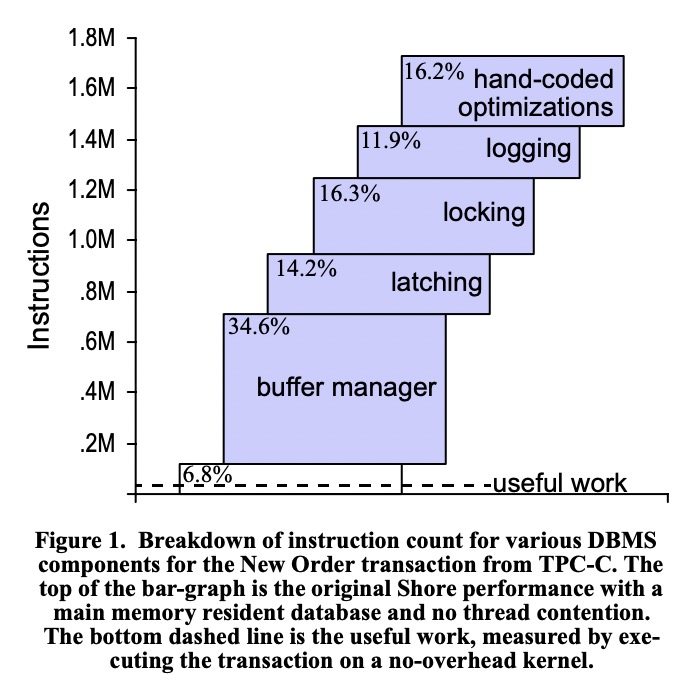 1.8M
1.6M
1.4M
1.2M
1.0M
.8M
.6M
.4M
.2M
Instructions
16.2% hand-coded
optimizations
11.9% logging
16.3% locking
14.2% latching
34.6%
buffer manager
6.8%
useful work
Figure 1. Breakdown of instruction count for various DBMS
components for the New Order transaction from TPC-C. The
top of the bar-graph is the original Shore performance with a
main memory resident database and no thread contention.
The bottom dashed line is the useful work, measured by exe-
cuting the transaction on a no-overhead kernel.